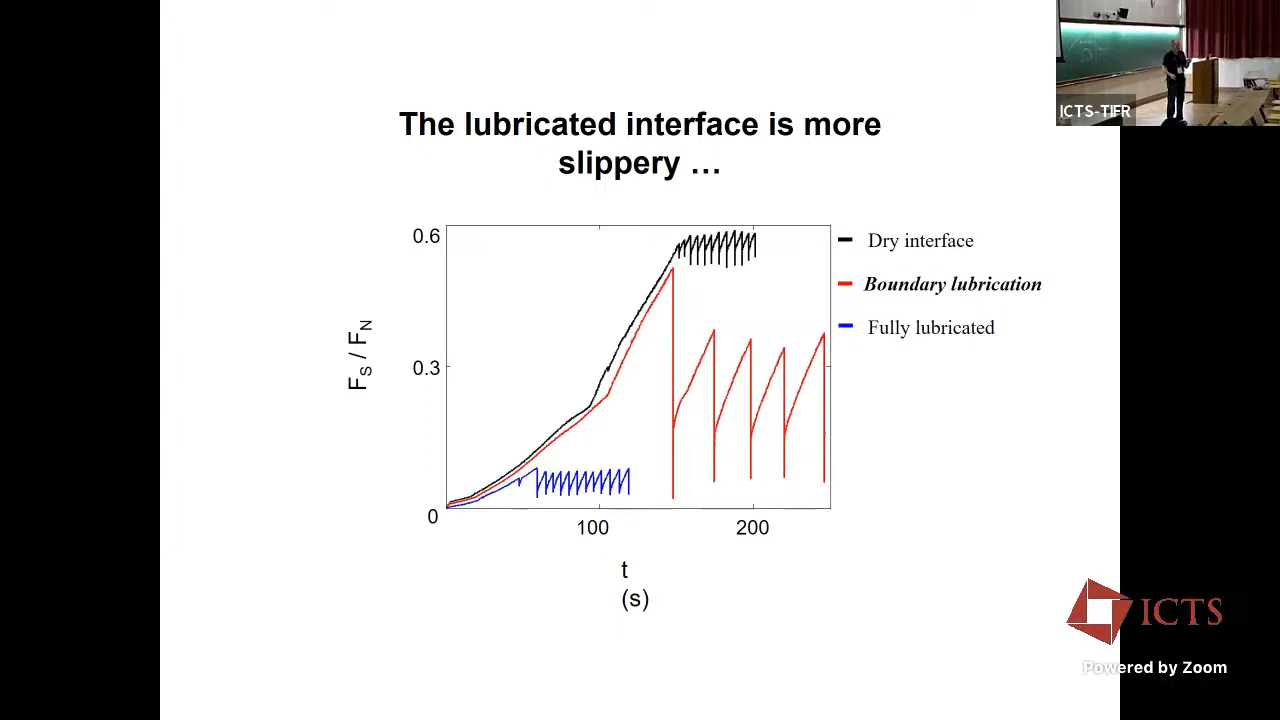 ICTS-TIFR
The lubricated interface is more
slippery …
0.6
0.3
0
F_S / F_N
100
200
t
(s)
Dry interface
Boundary lubrication
Fully lubricated
ICTS
Powered by Zoom